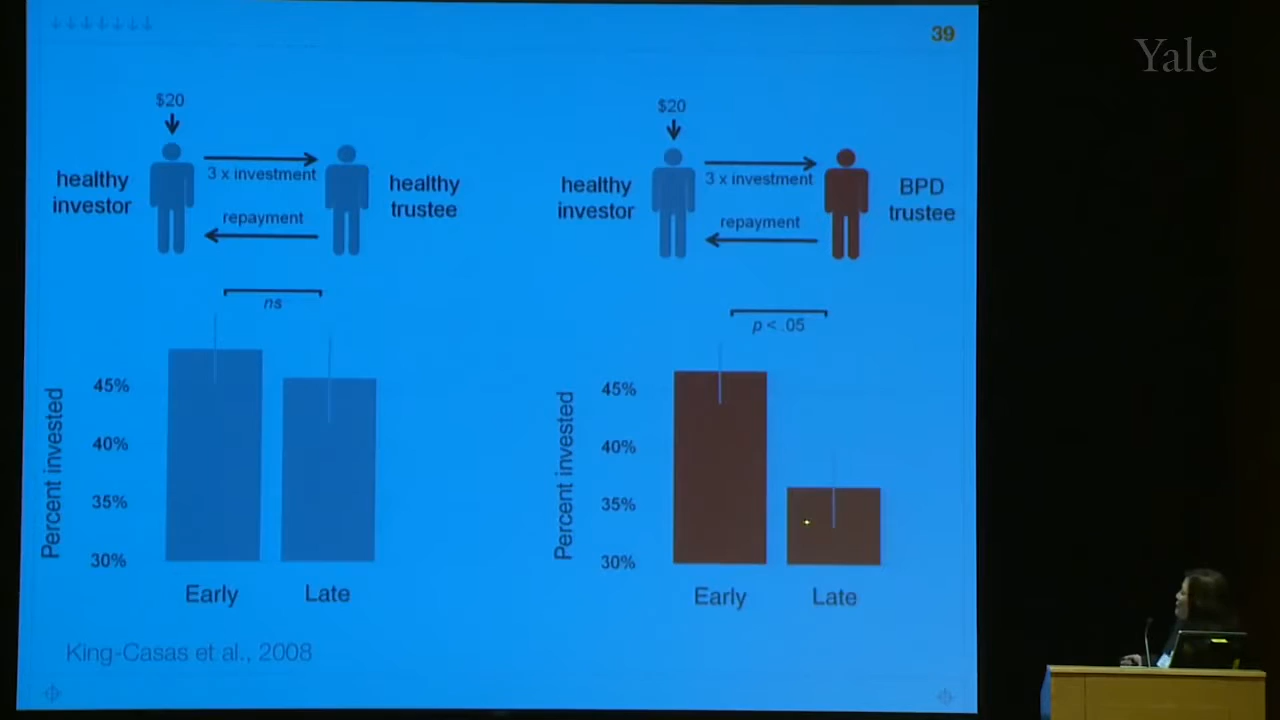 39
Yale
$20
healthy
investor
3 x investment
repayment
healthy
trustee
$20
healthy
investor
3 x investment
repayment
BPD
trustee
ns
Percent invested
45%
40%
35%
30%
Early
Late
p < .05
Percent invested
45%
40%
35%
30%
Early
Late
King-Casas et al., 2008